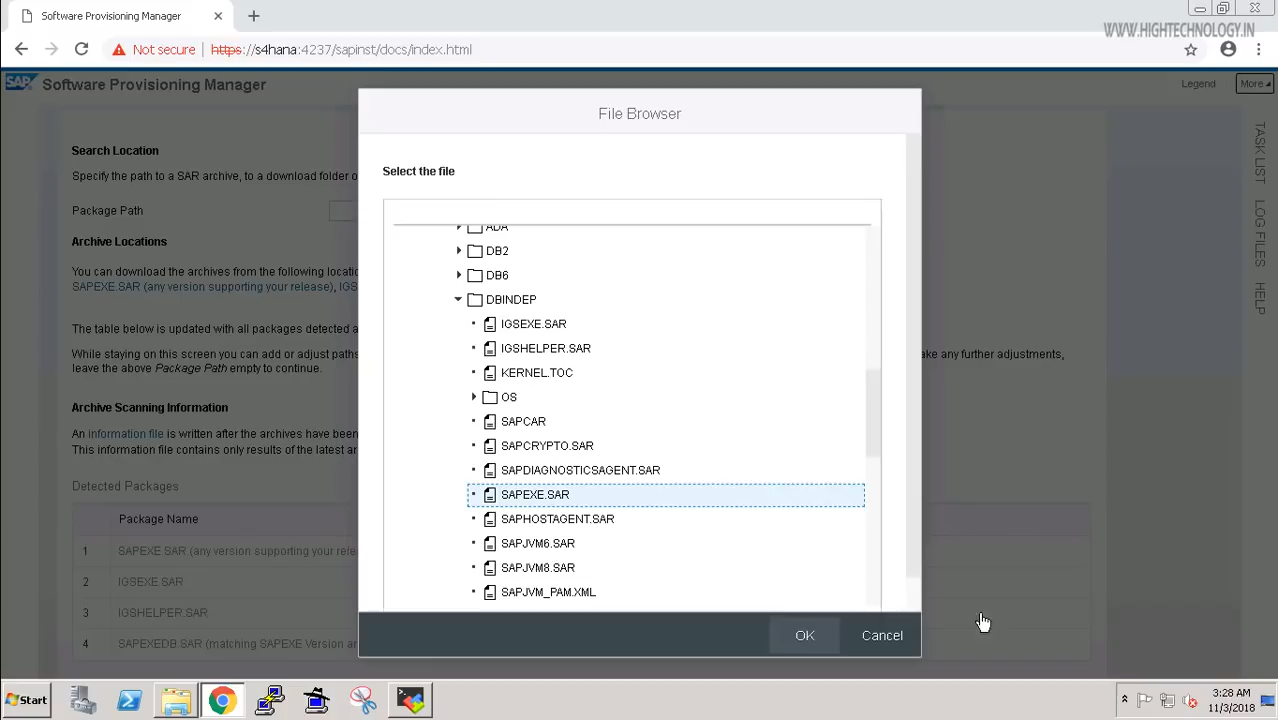 Software Provisioning Manager
WWW.HIGHTECHNOLOGY.IN
Not secure https://s4hana:4237/sapinst/docs/index.html
SAP Software Provisioning Manager
Legend
More
File Browser
Search Location
Specify the path to a SAR archive, to a download folder o
Package Path
Archive Locations
You can download the archives from the following locatio
SAPEXE.SAR (any version supporting your release), IGS
The table below is updated with all packages detected a
While staying on this screen you can add or adjust paths
ake any further adjustments,
leave the above Package Path empty to continue.
Archive Scanning Information
An information file is written after the archives have been
This information file contains only results of the latest ar
Detected Packages
Package Name
1 SAPEXE.SAR (any version supporting your rele
2 IGSEXE.SAR
3 IGSHELPER.SAR
4 SAPEXEDB.SAR (matching SAPEXE Version an
Select the file
ADA
DB2
DB6
DBINDEP
IGSEXE.SAR
IGSHELPER.SAR
KERNEL.TOC
OS
SAPCAR
SAPCRYPTO.SAR
SAPDIAGNOSTICSAGENT.SAR
SAPEXE.SAR
SAPHOSTAGENT.SAR
SAPJVM6.SAR
SAPJVM8.SAR
SAPJVM_PAM.XML
OK
Cancel
TASK LIST
LOG FILES
HELP
Start
3:28 AM
11/3/2018